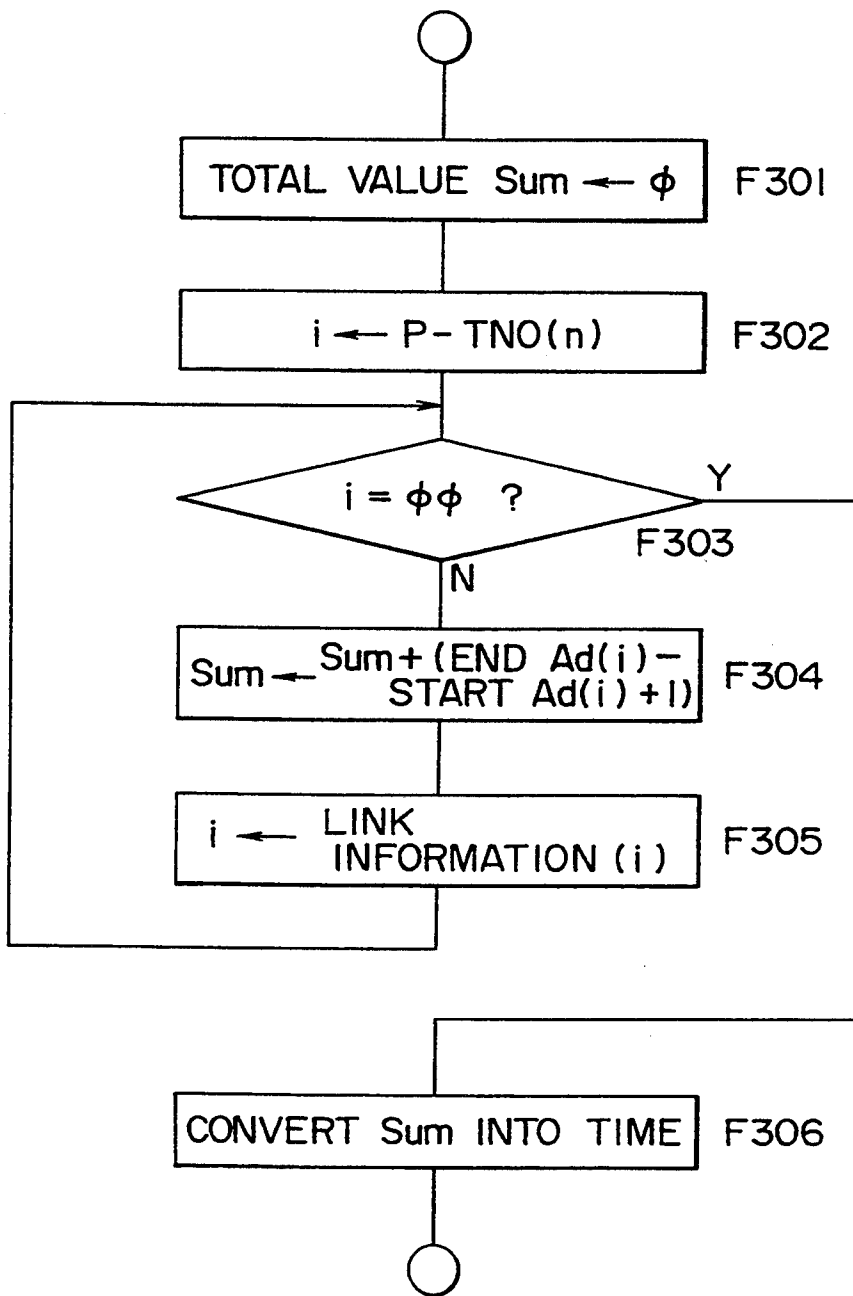 TOTAL VALUE Sum ← ϕ F301
i ← P-TNO(n) F302
i = ϕϕ ? Y
F303
N
Sum ← Sum + (END Ad(i) -
START Ad(i) + 1) F304
i ← LINK
INFORMATION (i) F305
CONVERT Sum INTO TIME F306